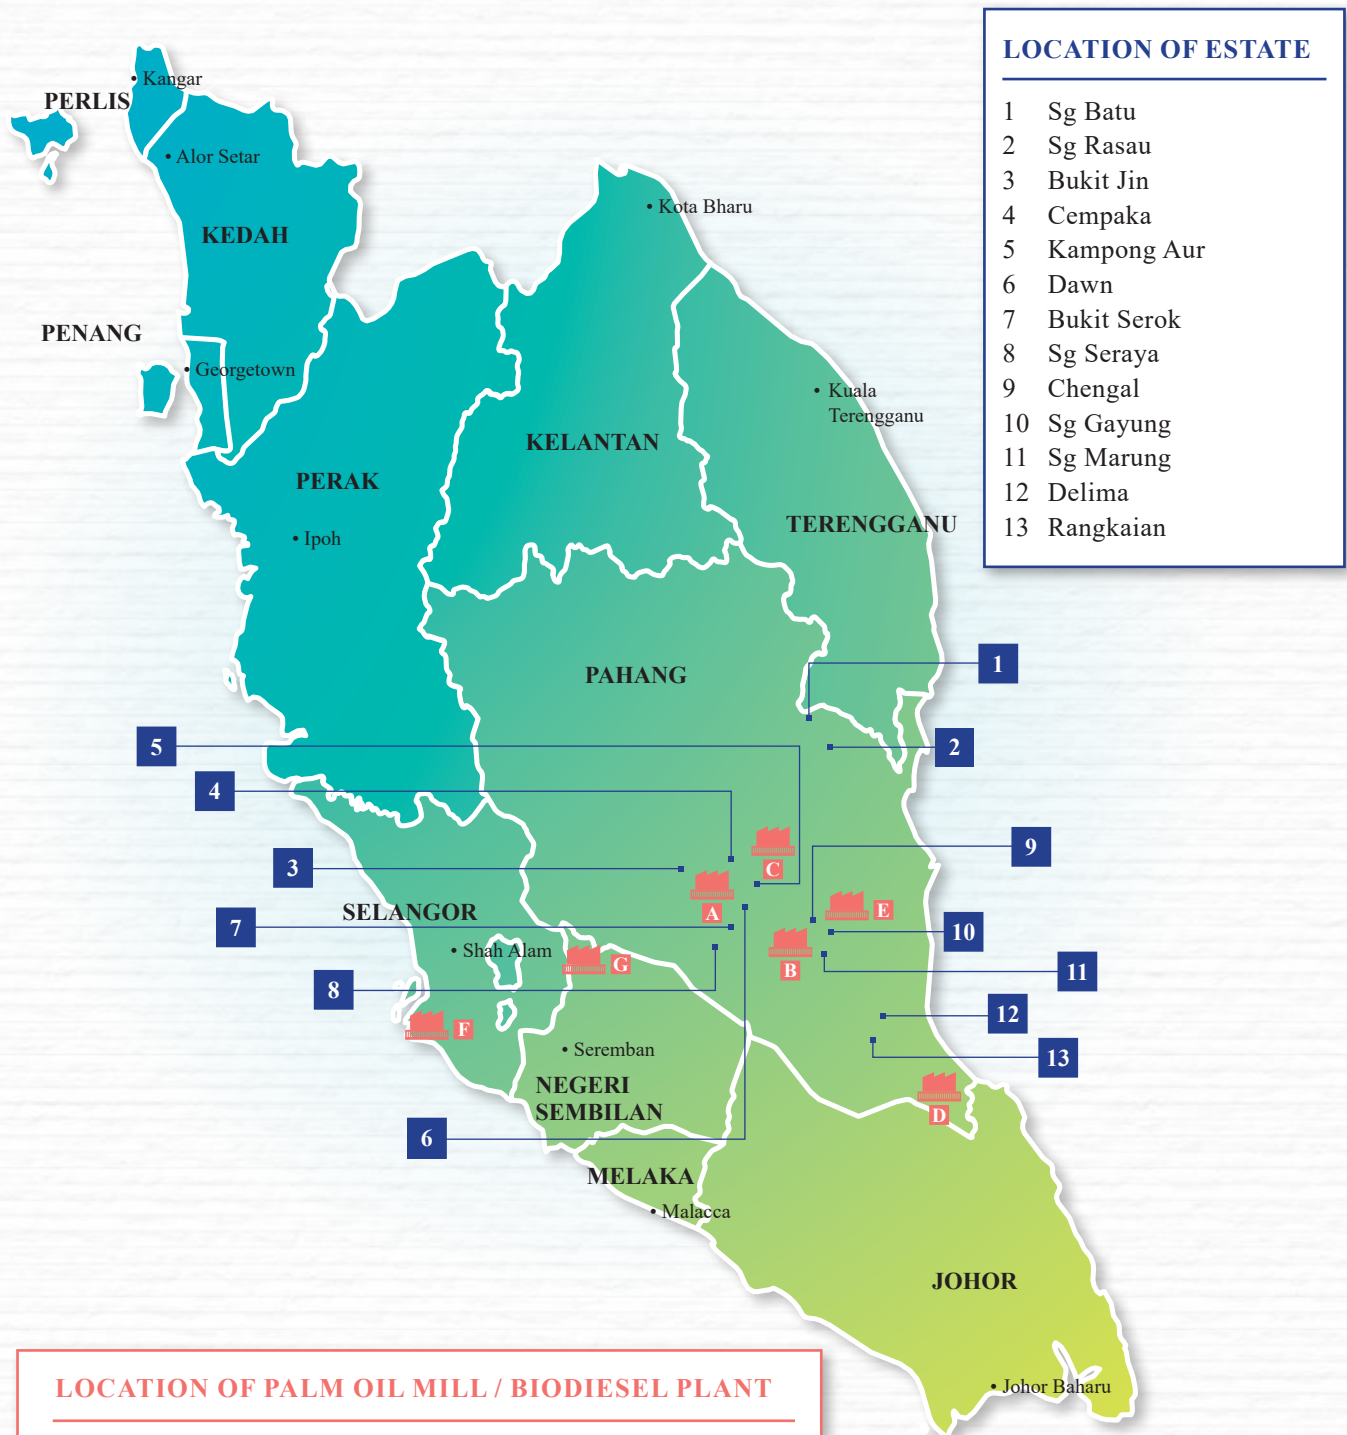 LOCATION OF ESTATE
1 Sg Batu
2 Sg Rasau
3 Bukit Jin
4 Cempaka
5 Kampong Aur
6 Dawn
7 Bukit Serok
8 Sg Seraya
9 Chengal
10 Sg Gayung
11 Sg Marung
12 Delima
13 Rangkaian
• Kangar
PERLIS
• Alor Setar
• Kota Bharu
KEDAH
PENANG
• Georgetown
• Kuala
Terengganu
KELANTAN
PERAK
TERENGGANU
• Ipoh
1
PAHANG
5
2
4
9
3
C
A
E
SELANGOR
7
10
• Shah Alam
G
B
11
8
12
F
• Seremban
13
NEGERI
SEMBILAN
D
6
MELAKA
• Malacca
JOHOR
• Johor Baharu
LOCATION OF PALM OIL MILL / BIODIESEL PLANT